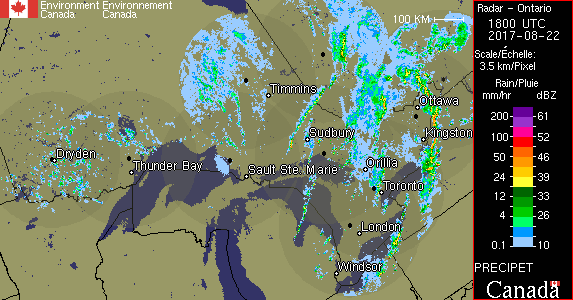 Environment Environnement
Canada Canada
100 KM
Timmins
Ottawa
Sudbury
Kingston
Dryden
Thunder Bay
Sault Ste. Marie
Orillia
Toronto
London
Windsor
Radar - Ontario
1800 UTC
2017-08-22
Scale/Échelle:
3.5 km/Pixel
Rain/Pluie
mm/hr dBZ
200 61
100 52
50 46
24 39
12 33
4 26
0.1 10
PRECIPET
Canada